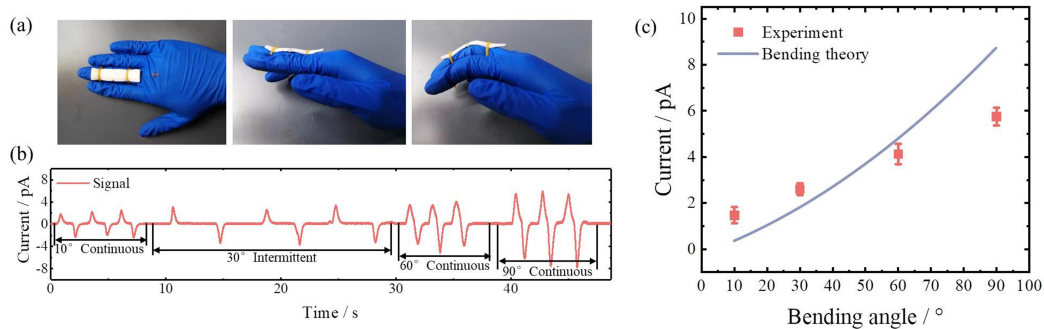 (a)
(b)
Current / pA
8
4
0
-4
-8
Signal
10° Continuous
30° Intermittent
60° Continuous
90° Continuous
0
10
20
30
40
Time / s
(c)
Current / pA
10
8
6
4
2
0
Experiment
Bending theory
0 10 20 30 40 50 60 70 80 90 100
Bending angle / °